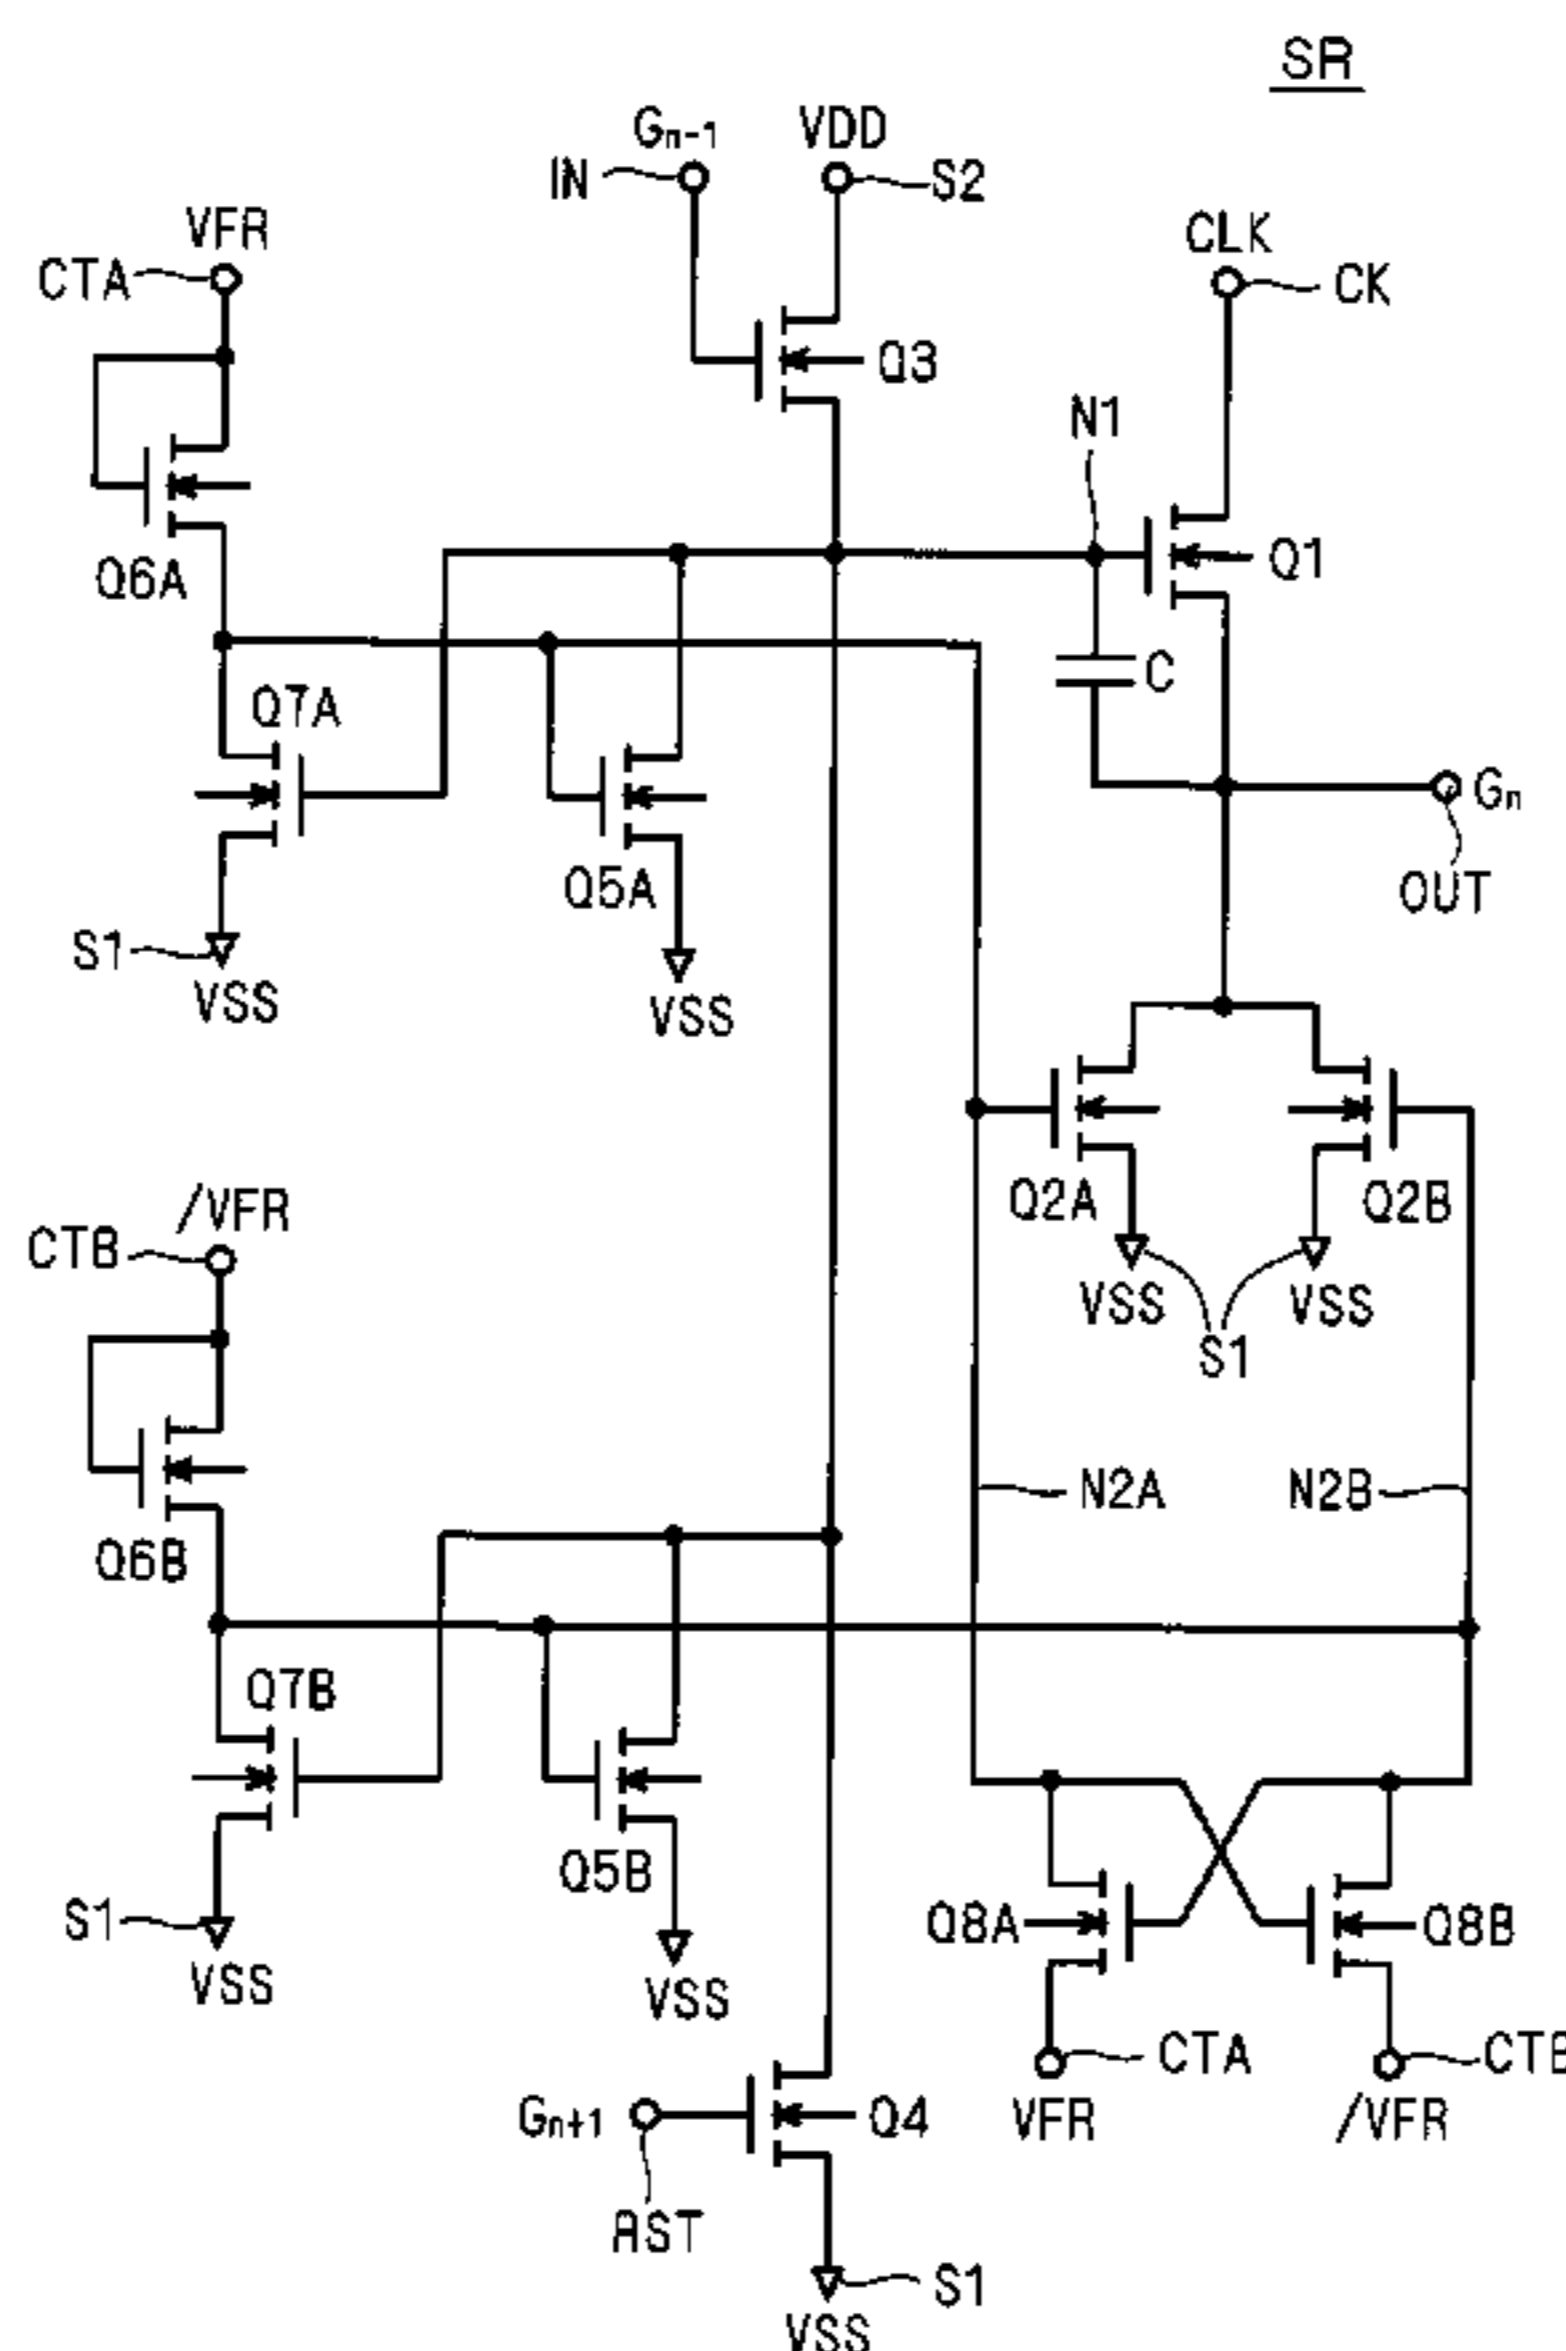 SR
Gn-1 VDD
IN S2
VFR CLK
CTA CK
Q3
N1
Q6A Q1
C
Q7A
Gn
Q5A OUT
S1
VSS VSS
Q2A Q2B
/VFR
CTB
VSS VSS
S1
N2A N2B
Q6B
Q7B
Q5B
S1 Q8A Q8B
VSS VSS
CTA CTB
Gn+1 Q4 VFR /VFR
RST
S1
VSS